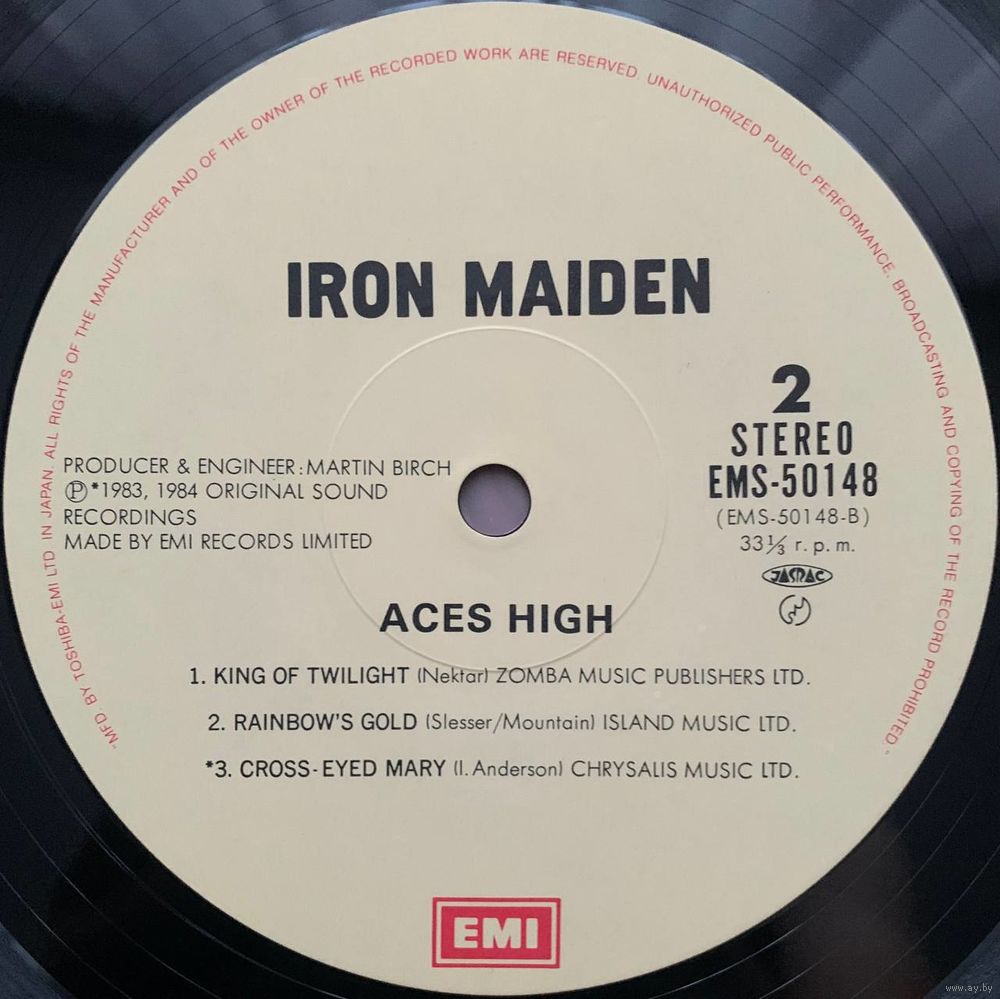 "MFD. BY TOSHIBA-EMI LTD. IN JAPAN. ALL RIGHTS OF THE MANUFACTURER AND OF THE OWNER OF THE RECORDED WORK ARE RESERVED. UNAUTHORIZED PUBLIC PERFORMANCE, BROADCASTING AND COPYING OF THE RECORD PROHIBITED."
IRON MAIDEN
2
STEREO
EMS-50148
(EMS-50148-B)
33⅓ r.p.m.
JASRAC
PRODUCER & ENGINEER: MARTIN BIRCH
Ⓟ*1983, 1984 ORIGINAL SOUND
RECORDINGS
MADE BY EMI RECORDS LIMITED
ACES HIGH
1. KING OF TWILIGHT (Nektar) ZOMBA MUSIC PUBLISHERS LTD.
2. RAINBOW'S GOLD (Slesser/Mountain) ISLAND MUSIC LTD.
*3. CROSS-EYED MARY (I. Anderson) CHRYSALIS MUSIC LTD.
EMI
www.ay.by